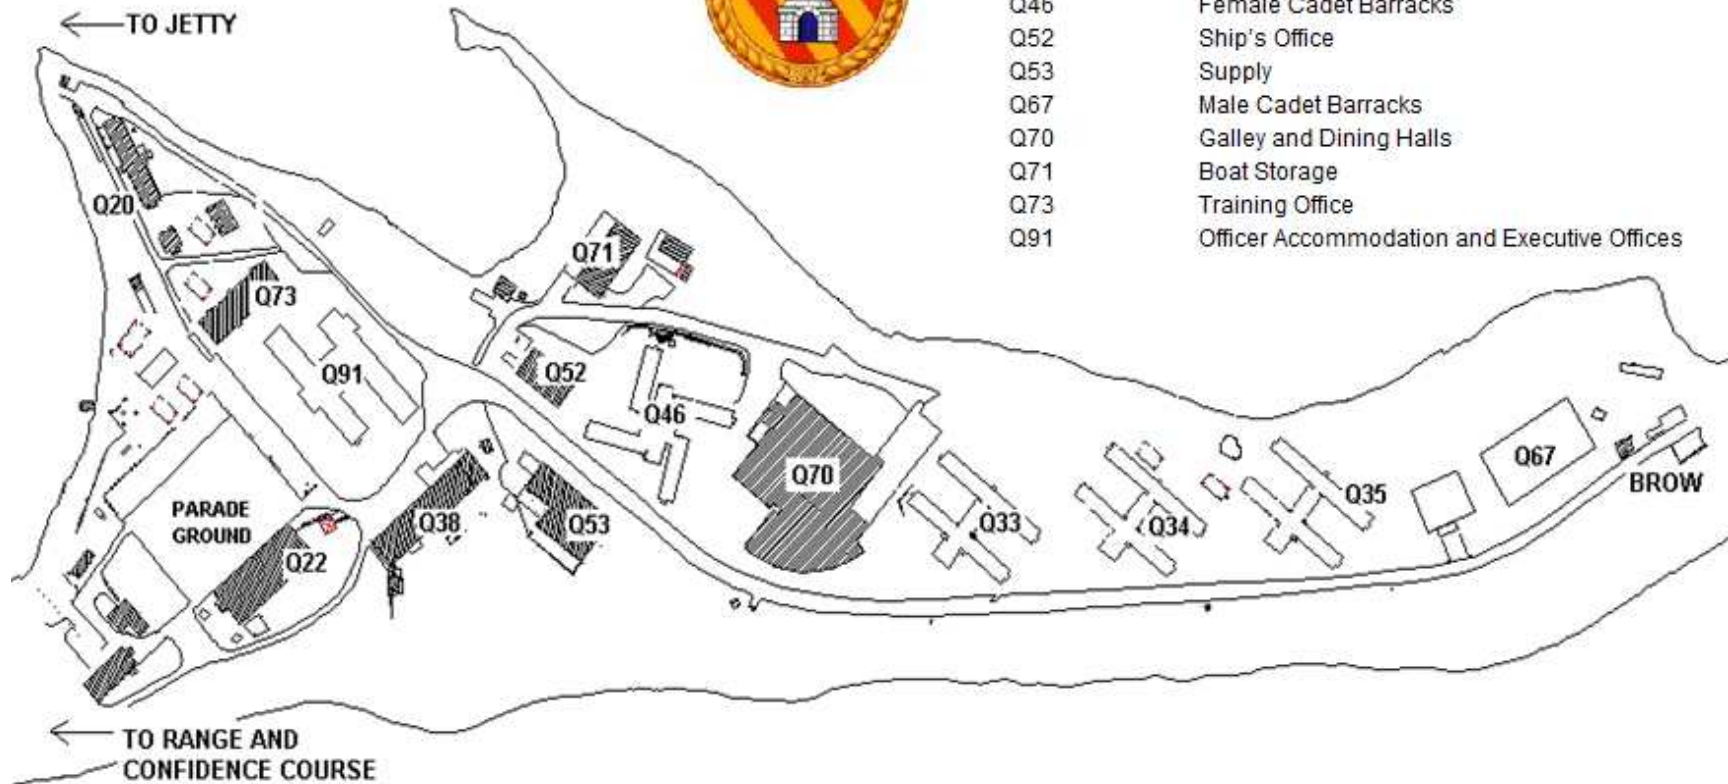 TO JETTY
Q46 Female Cadet Barracks
Q52 Ship's Office
Q53 Supply
Q67 Male Cadet Barracks
Q70 Galley and Dining Halls
Q71 Boat Storage
Q73 Training Office
Q91 Officer Accommodation and Executive Offices
Q20
Q71
Q73
Q91
Q52
Q46
Q70
Q67
BROW
Q35
Q33
Q34
PARADE
GROUND
Q38
Q53
Q22
TO RANGE AND
CONFIDENCE COURSE